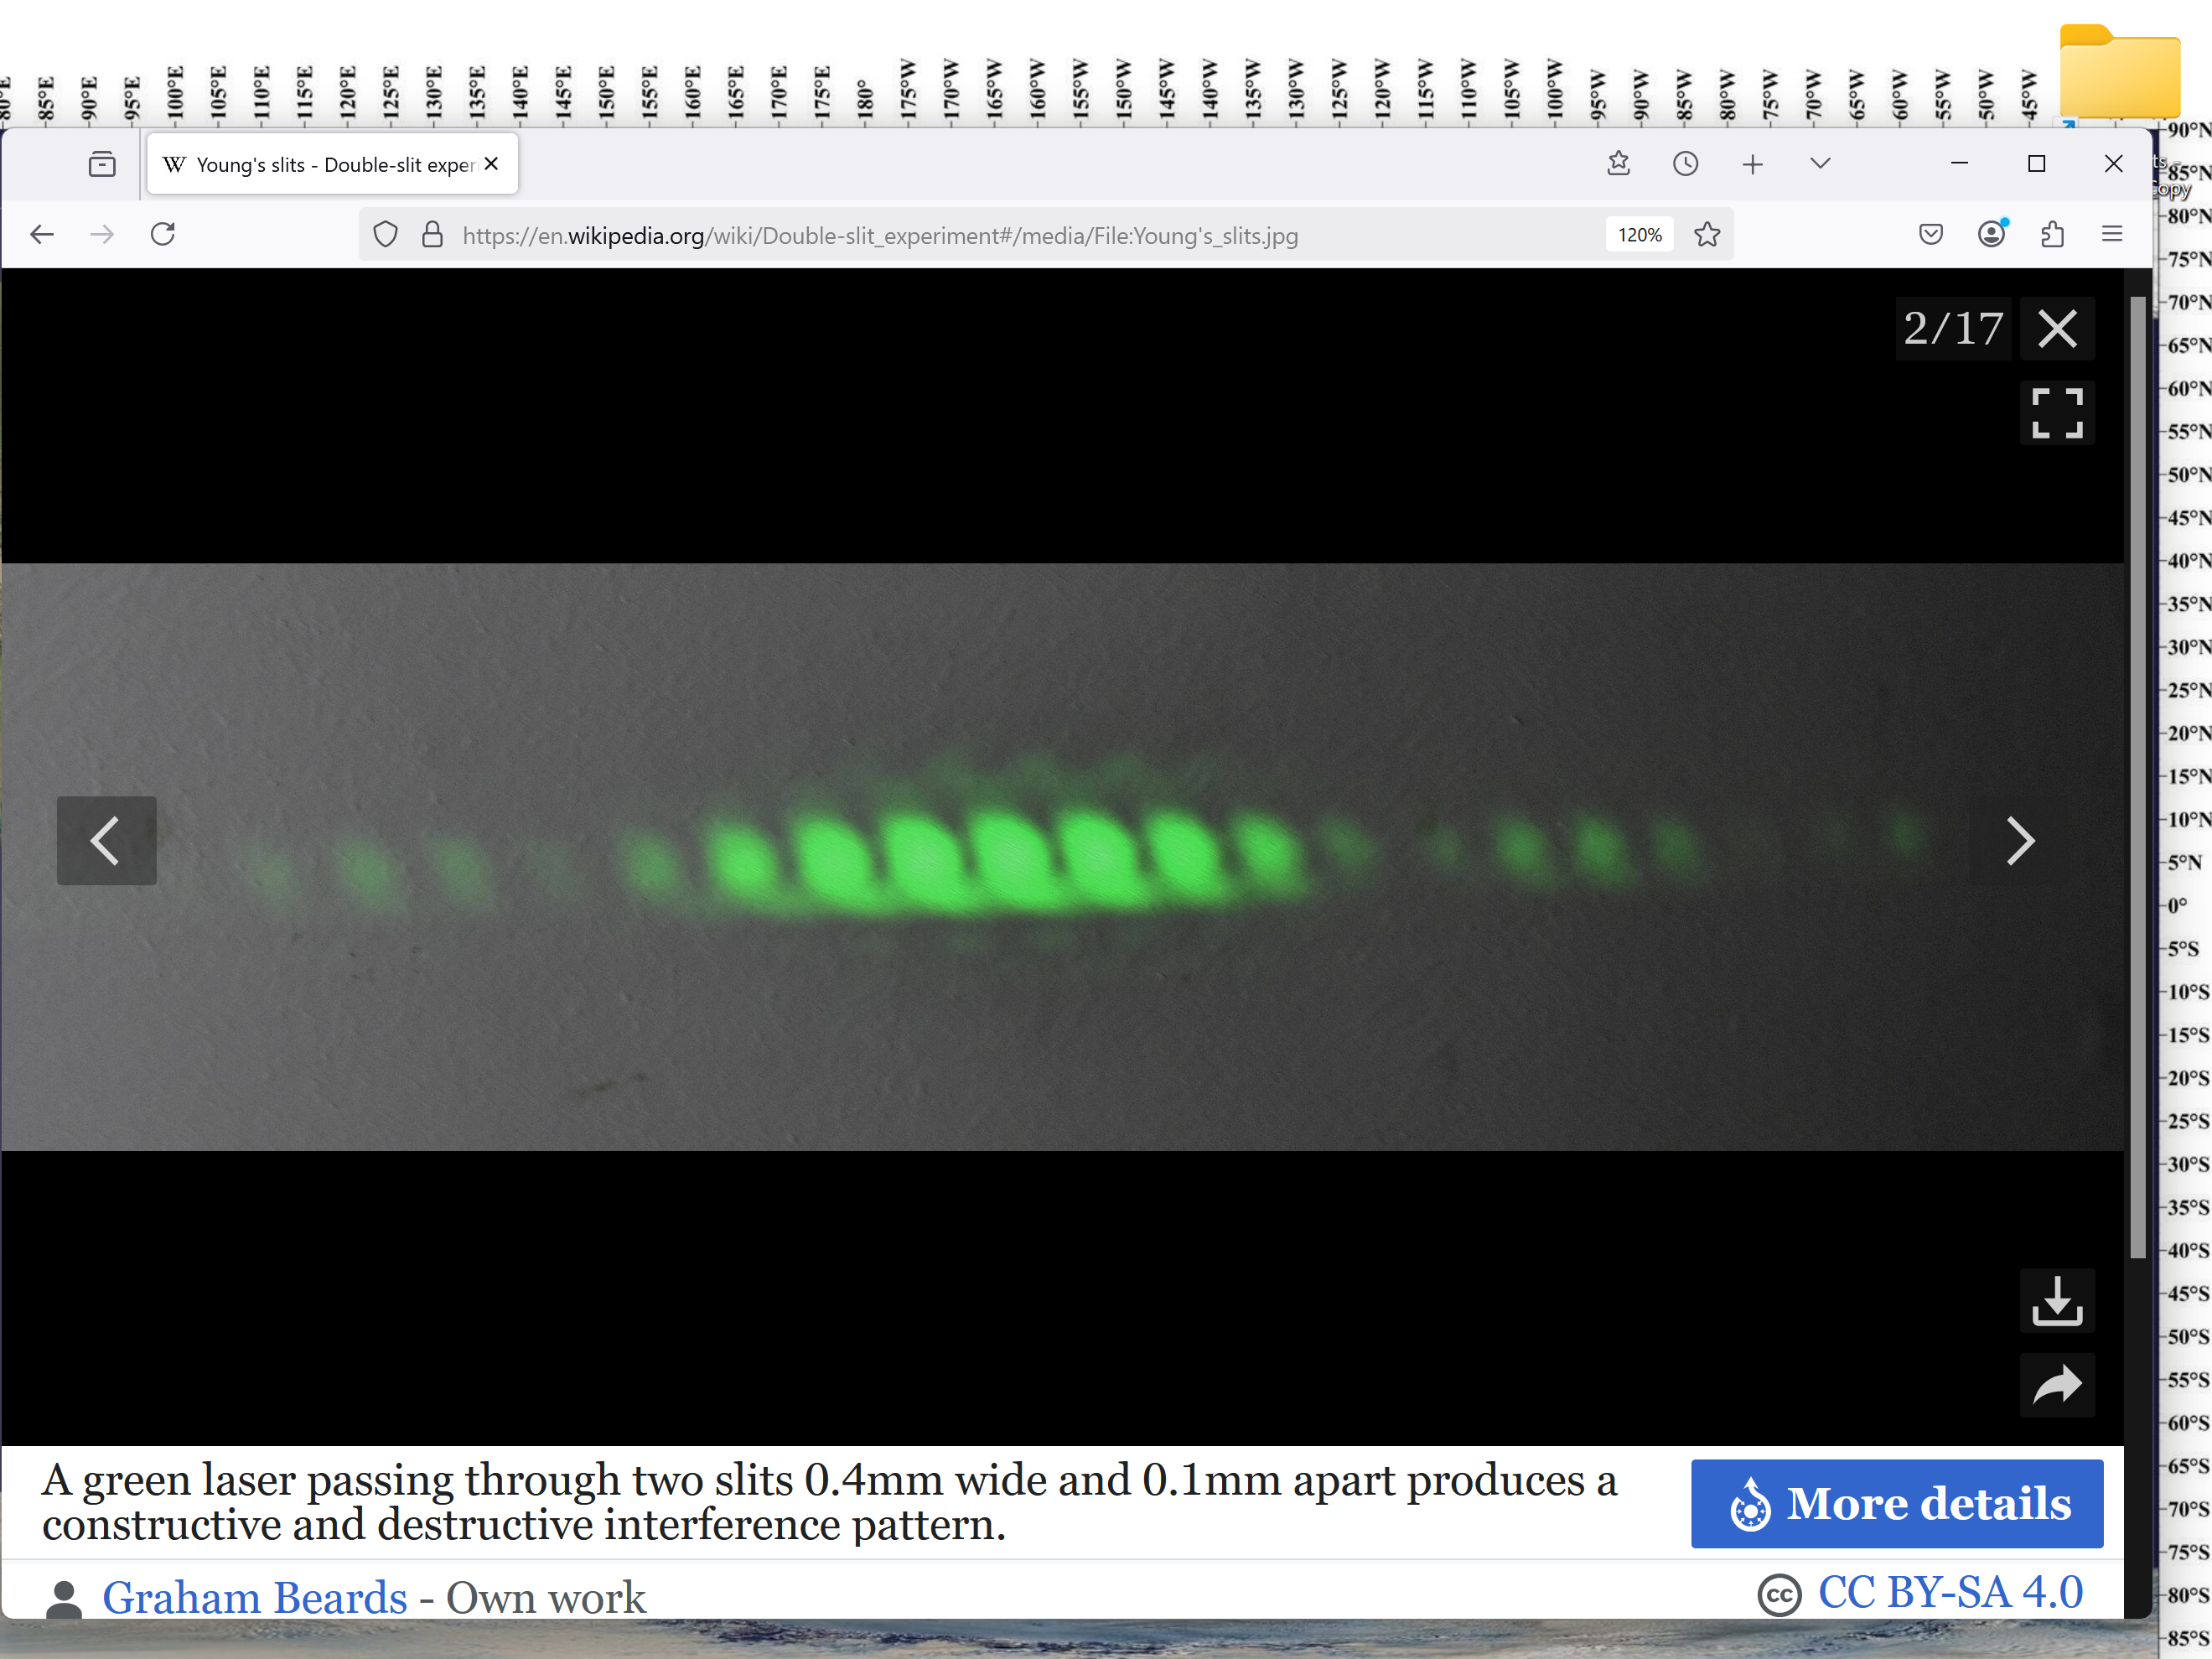 80°E 85°E 90°E 95°E 100°E 105°E 110°E 115°E 120°E 125°E 130°E 135°E 140°E 145°E 150°E 155°E 160°E 165°E 170°E 175°E 180° 175°W 170°W 165°W 160°W 155°W 150°W 145°W 140°W 135°W 130°W 125°W 120°W 115°W 110°W 105°W 100°W 95°W 90°W 85°W 80°W 75°W 70°W 65°W 60°W 55°W 50°W 45°W
90°N
Young's slits - Double-slit exper
85°N
opy
80°N
https://en.wikipedia.org/wiki/Double-slit_experiment#/media/File:Young's_slits.jpg 120%
75°N
70°N
2/17
65°N
60°N
55°N
50°N
45°N
40°N
35°N
30°N
25°N
20°N
15°N
10°N
5°N
0°
5°S
10°S
15°S
20°S
25°S
30°S
35°S
40°S
45°S
50°S
55°S
60°S
65°S
70°S
75°S
80°S
85°S
A green laser passing through two slits 0.4mm wide and 0.1mm apart produces a
constructive and destructive interference pattern.
More details
Graham Beards - Own work
cc CC BY-SA 4.0